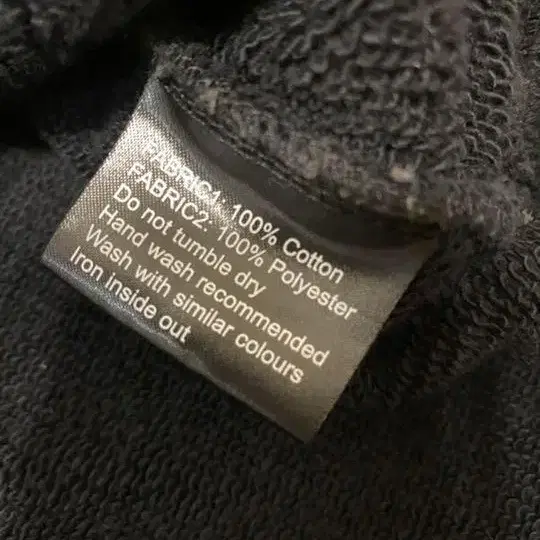 FABRIC1: 100% Cotton
FABRIC2: 100% Polyester
Do not tumble dry
Hand wash recommended
Wash with similar colours
Iron inside out